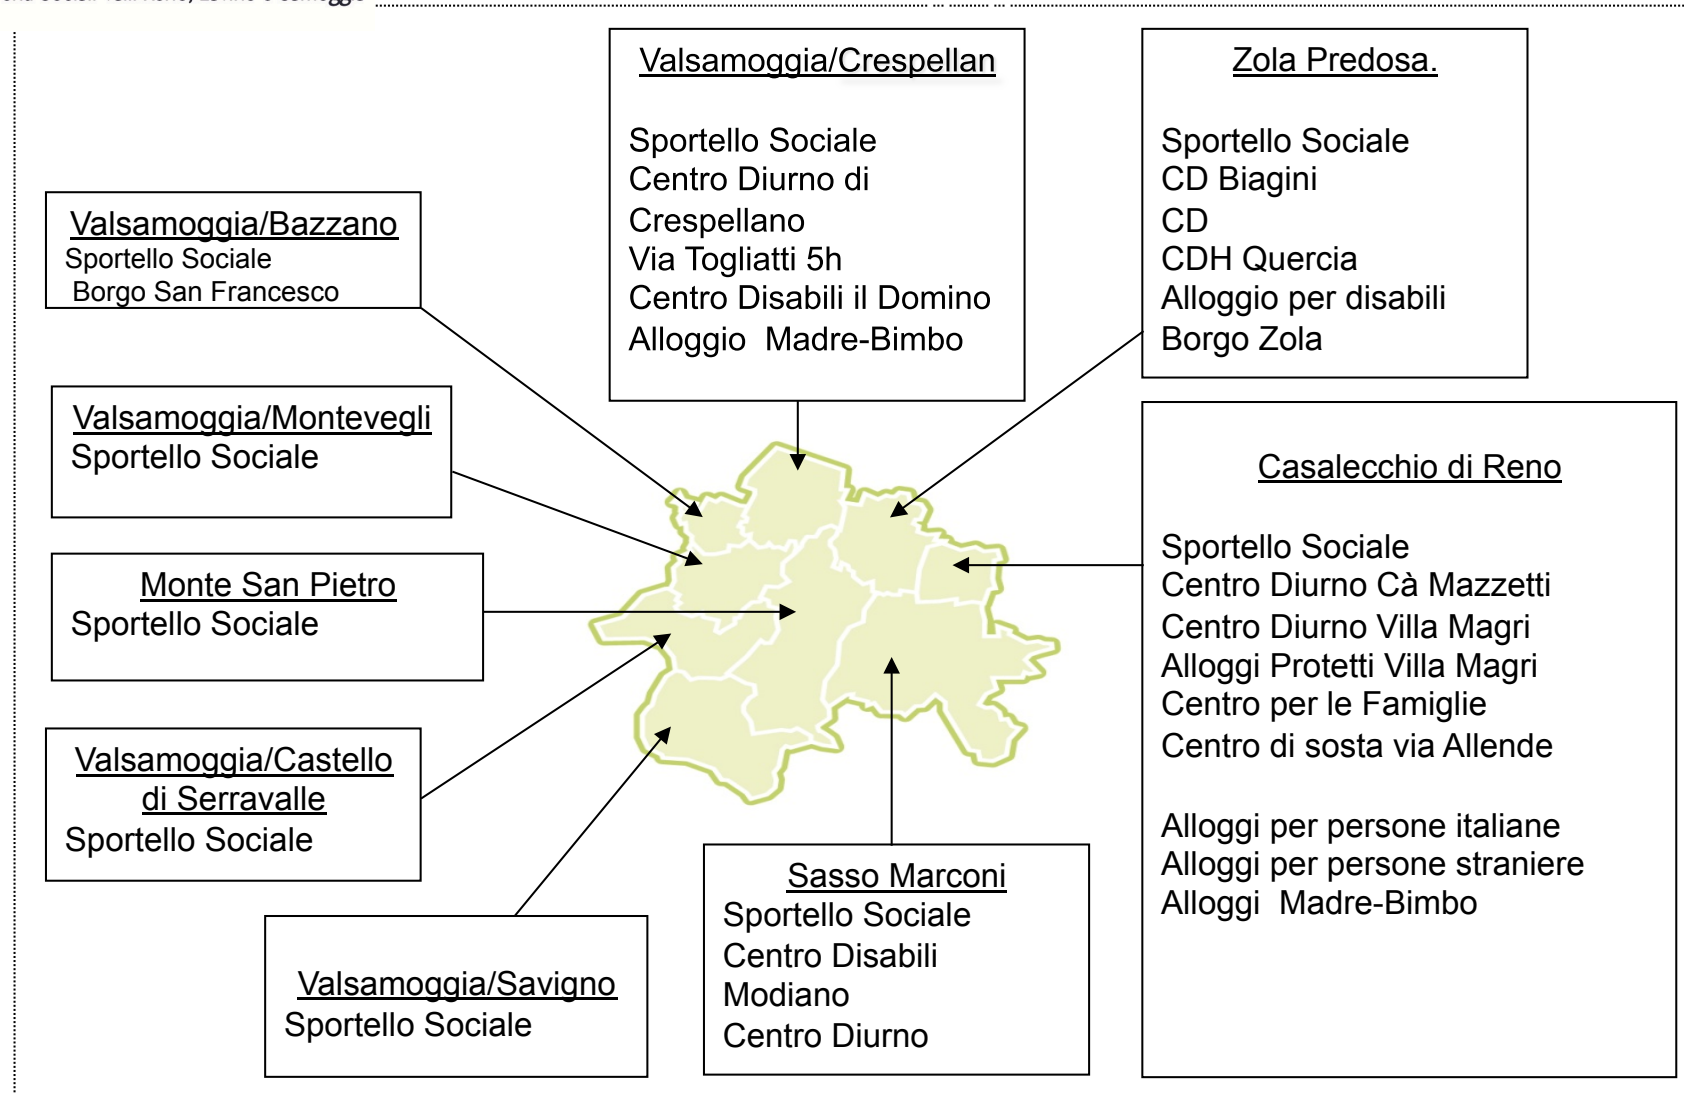 Valsamoggia/Crespellan
Sportello Sociale
Centro Diurno di
Crespellano
Via Togliatti 5h
Centro Disabili il Domino
Alloggio Madre-Bimbo
Zola Predosa.
Sportello Sociale
CD Biagini
CD
CDH Quercia
Alloggio per disabili
Borgo Zola
Valsamoggia/Bazzano
Sportello Sociale
Borgo San Francesco
Valsamoggia/Montevegli
Sportello Sociale
Monte San Pietro
Sportello Sociale
Valsamoggia/Castello
di Serravalle
Sportello Sociale
Valsamoggia/Savigno
Sportello Sociale
Sasso Marconi
Sportello Sociale
Centro Disabili
Modiano
Centro Diurno
Casalecchio di Reno
Sportello Sociale
Centro Diurno Cà Mazzetti
Centro Diurno Villa Magri
Alloggi Protetti Villa Magri
Centro per le Famiglie
Centro di sosta via Allende
Alloggi per persone italiane
Alloggi per persone straniere
Alloggi Madre-Bimbo